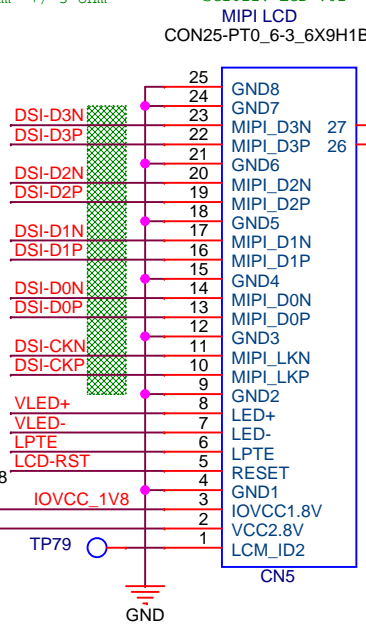 MIPI LCD
CON25-PT0_6-3_6X9H1B
25 GND8
24 GND7
DSI-D3N 23 MIPI_D3N 27
DSI-D3P 22 MIPI_D3P 26
21 GND6
DSI-D2N 20 MIPI_D2N
DSI-D2P 19 MIPI_D2P
18 GND5
DSI-D1N 17 MIPI_D1N
DSI-D1P 16 MIPI_D1P
15 GND4
DSI-D0N 14 MIPI_D0N
DSI-D0P 13 MIPI_D0P
12 GND3
DSI-CKN 11 MIPI_LKN
DSI-CKP 10 MIPI_LKP
9 GND2
VLED+ 8 LED+
VLED- 7 LED-
LPTE 6 LPTE
LCD-RST 5 RESET
8 4 GND1
IOVCC_1V8 3 IOVCC1.8V
2 VCC2.8V
TP79 1 LCM_ID2
CN5
GND